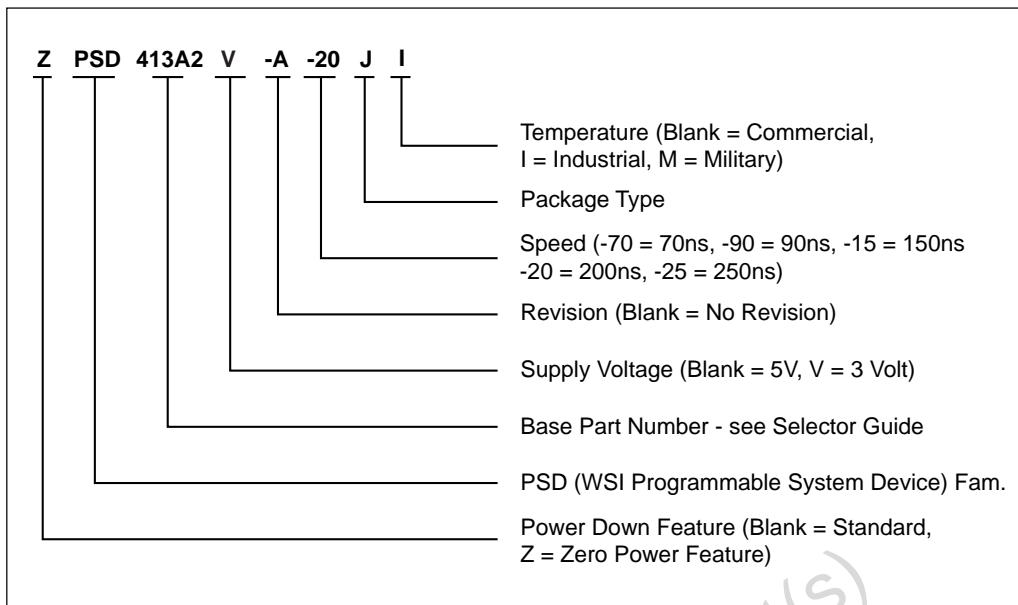 Z PSD 413A2 V -A -20 J I
Temperature (Blank = Commercial,
I = Industrial, M = Military)
Package Type
Speed (-70 = 70ns, -90 = 90ns, -15 = 150ns
-20 = 200ns, -25 = 250ns)
Revision (Blank = No Revision)
Supply Voltage (Blank = 5V, V = 3 Volt)
Base Part Number - see Selector Guide
PSD (WSI Programmable System Device) Fam.
Power Down Feature (Blank = Standard,
Z = Zero Power Feature)